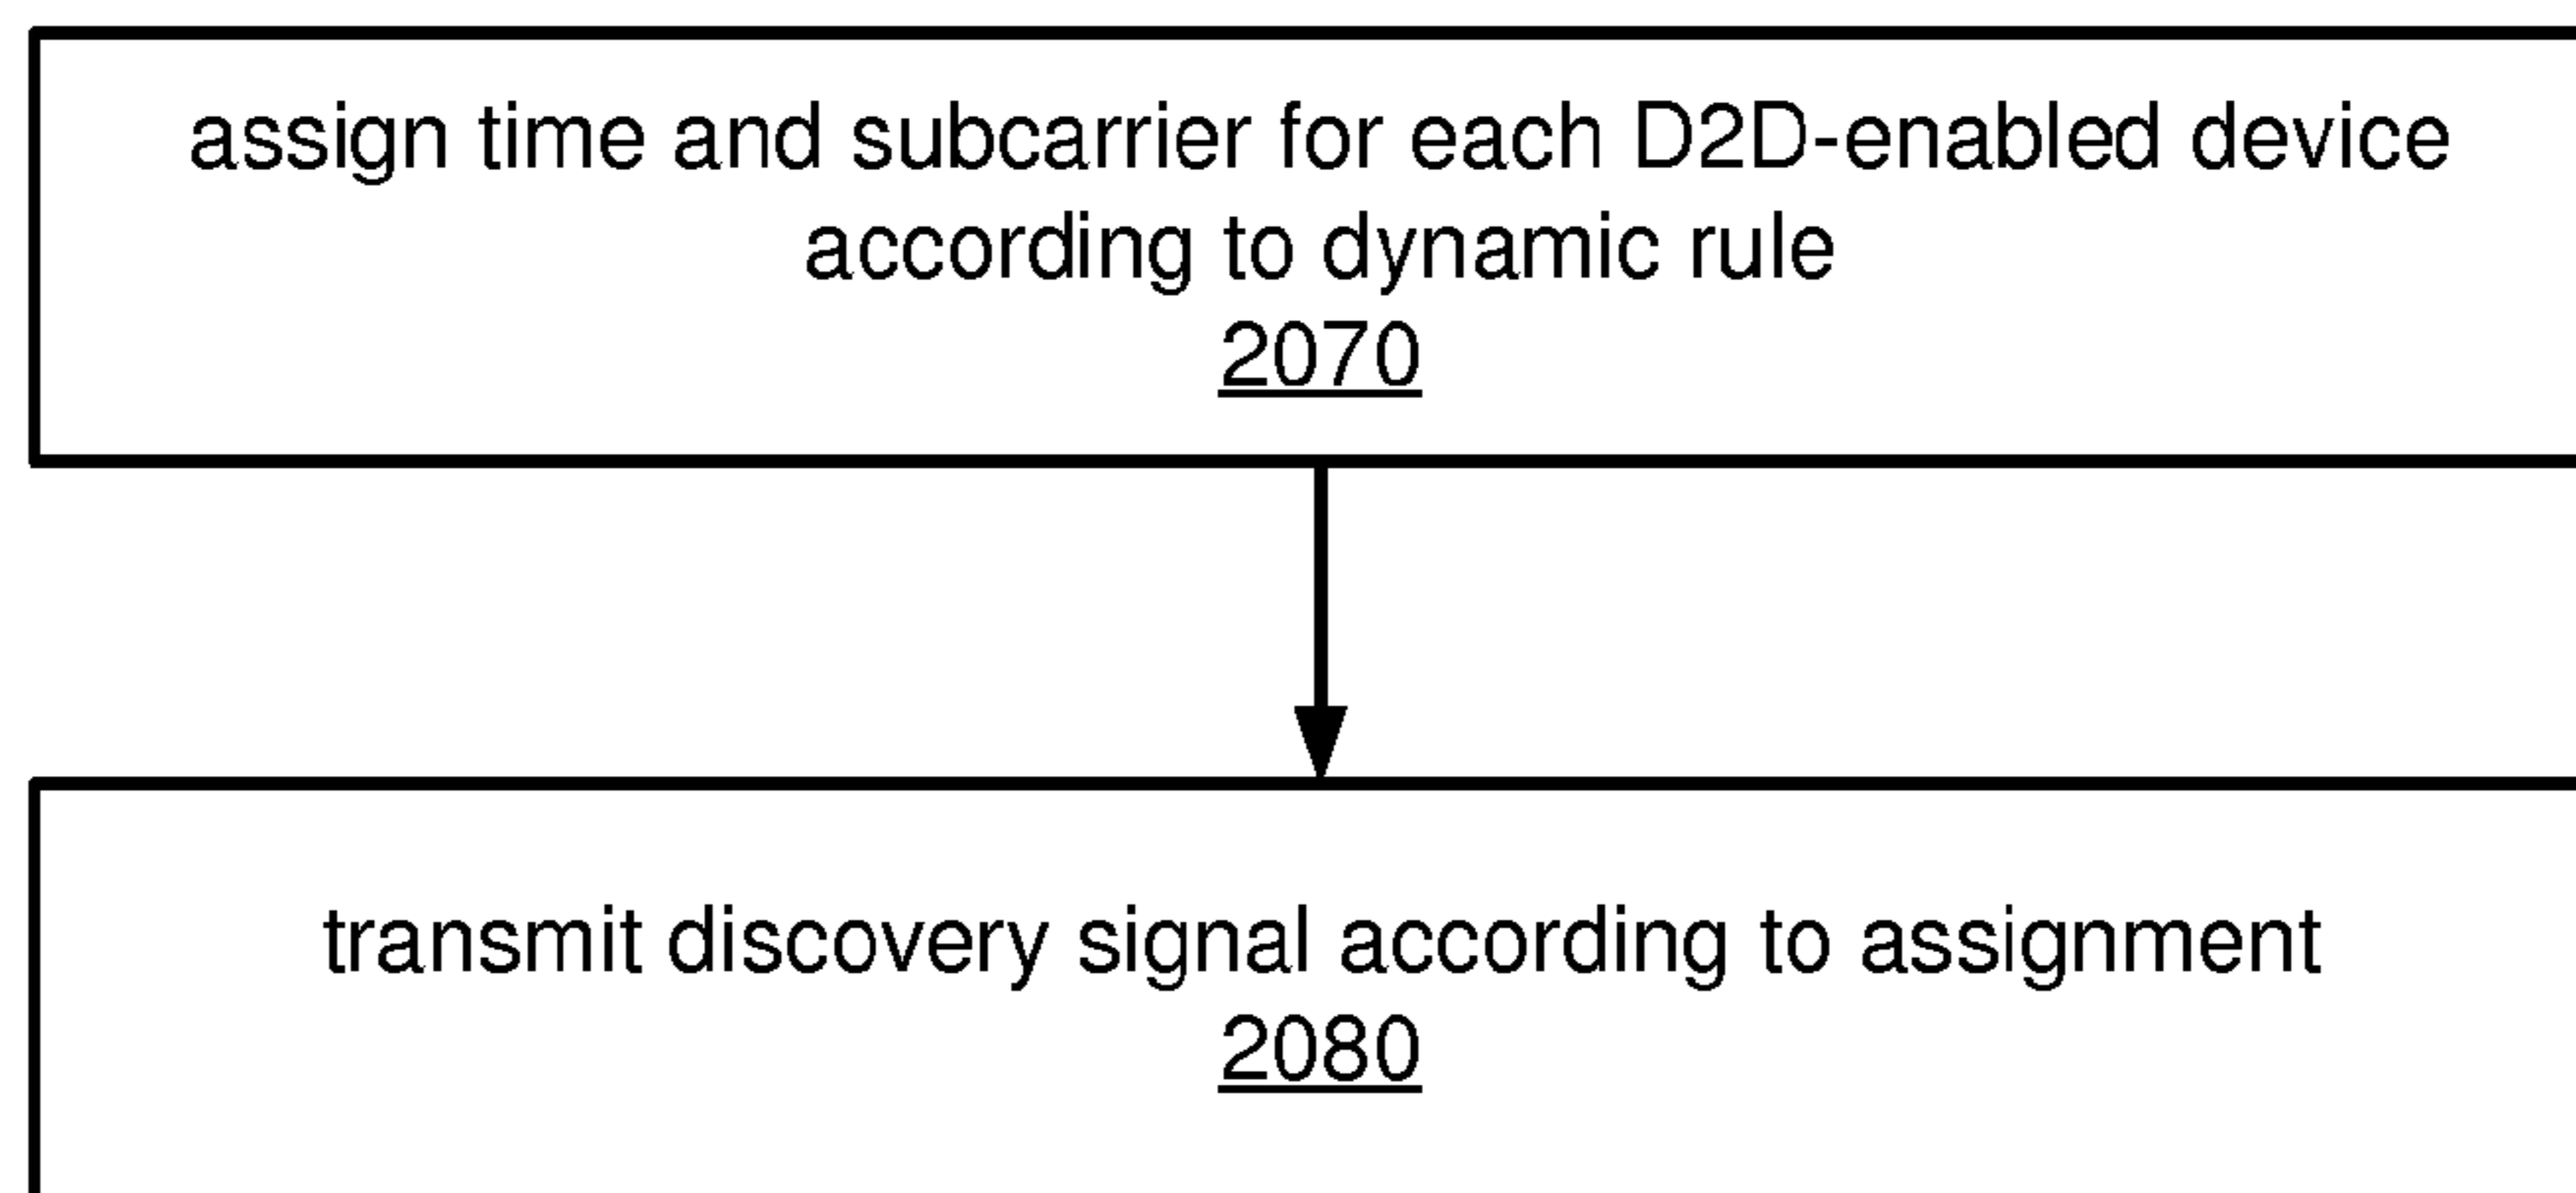 assign time and subcarrier for each D2D-enabled device
according to dynamic rule
2070
transmit discovery signal according to assignment
2080